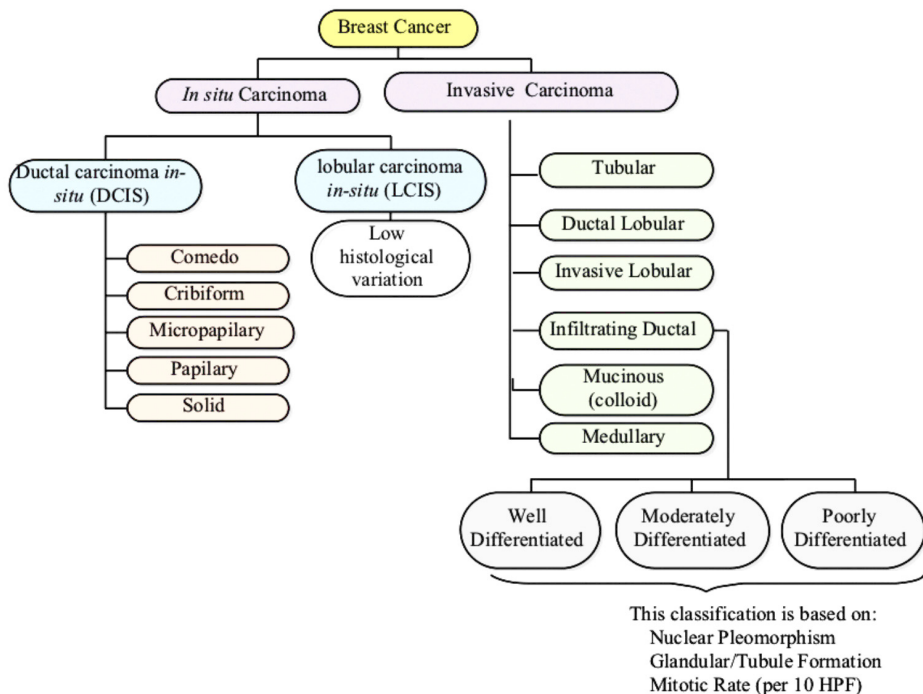 Breast Cancer
In situ Carcinoma
Invasive Carcinoma
Ductal carcinoma in-
situ (DCIS)
lobular carcinoma
in-situ (LCIS)
Low
histological
variation
Comedo
Cribiform
Micropapilary
Papilary
Solid
Tubular
Ductal Lobular
Invasive Lobular
Infiltrating Ductal
Mucinous
(colloid)
Medullary
Well
Differentiated
Moderately
Differentiated
Poorly
Differentiated
This classification is based on:
Nuclear Pleomorphism
Glandular/Tubule Formation
Mitotic Rate (per 10 HPF)